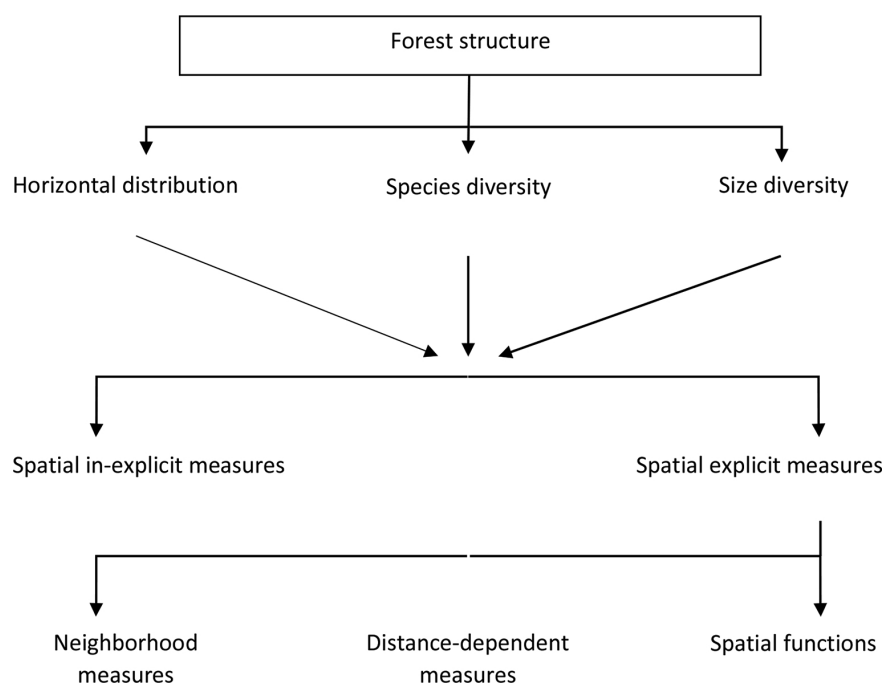 Forest structure
Horizontal distribution
Species diversity
Size diversity
Spatial in-explicit measures
Spatial explicit measures
Neighborhood
measures
Distance-dependent
measures
Spatial functions